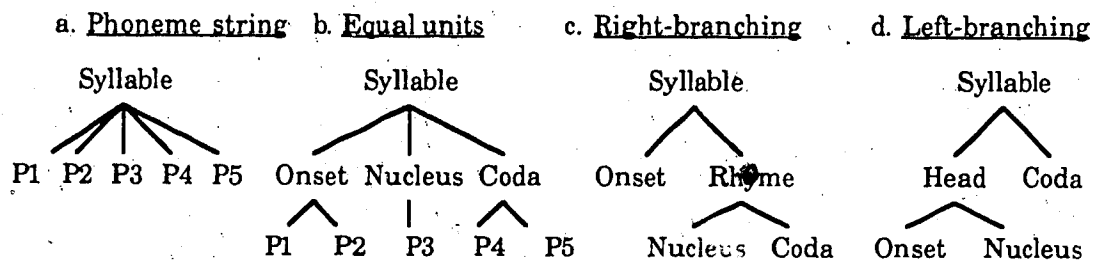 a. Phoneme string b. Equal units c. Right-branching d. Left-branching
Syllable Syllable Syllable Syllable
P1 P2 P3 P4 P5 Onset Nucleus Coda Onset Rhyme Head Coda
P1 P2 P3 P4 P5 Nucleus Coda Onset Nucleus